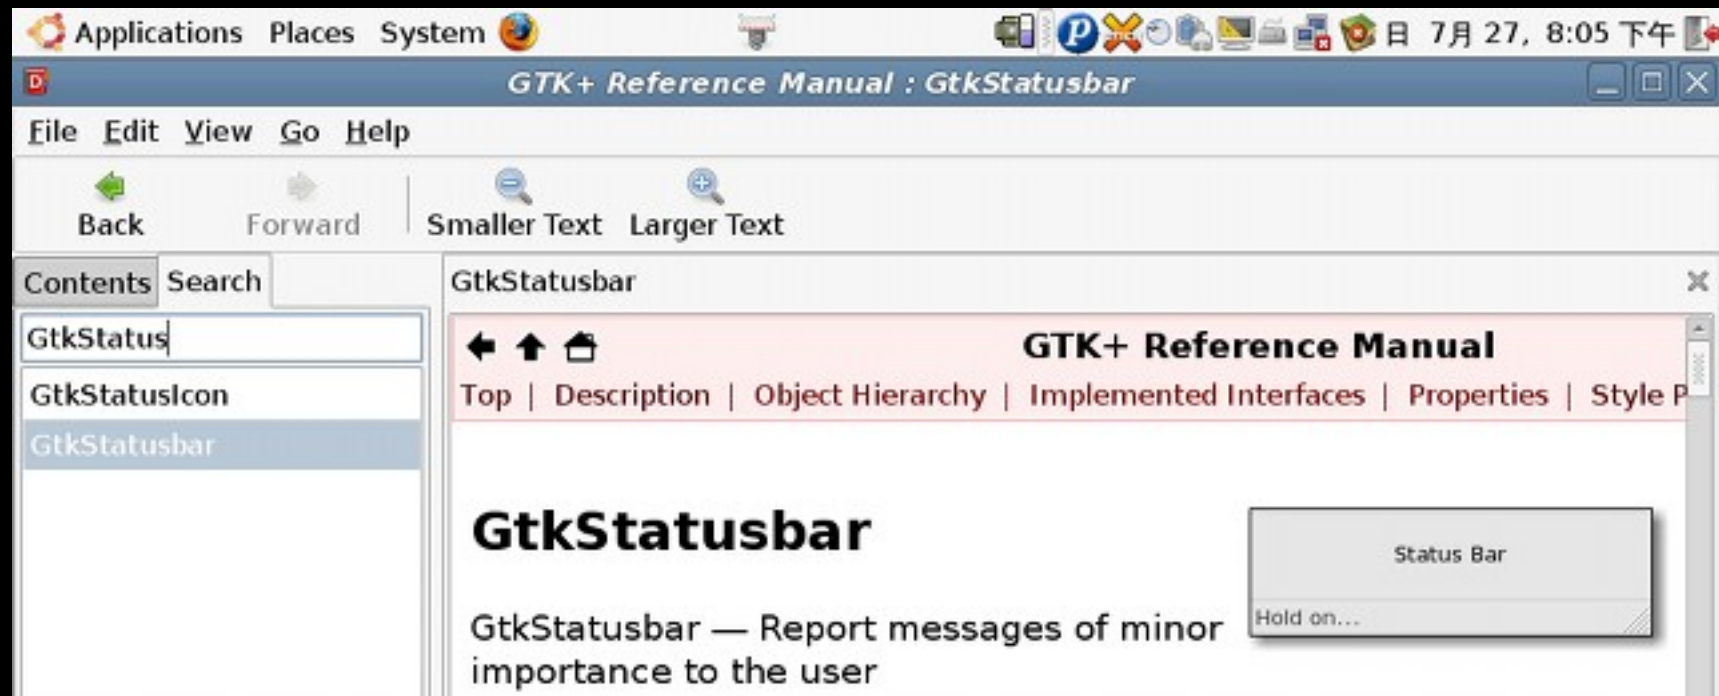 Applications Places System 日 7月 27, 8:05 下午
GTK+ Reference Manual : GtkStatusbar
File Edit View Go Help
Back Forward Smaller Text Larger Text
Contents Search
GtkStatus
GtkStatusIcon
GtkStatusbar
GtkStatusbar
GTK+ Reference Manual
Top | Description | Object Hierarchy | Implemented Interfaces | Properties | Style P
GtkStatusbar
Status Bar
Hold on...
GtkStatusbar — Report messages of minor
importance to the user